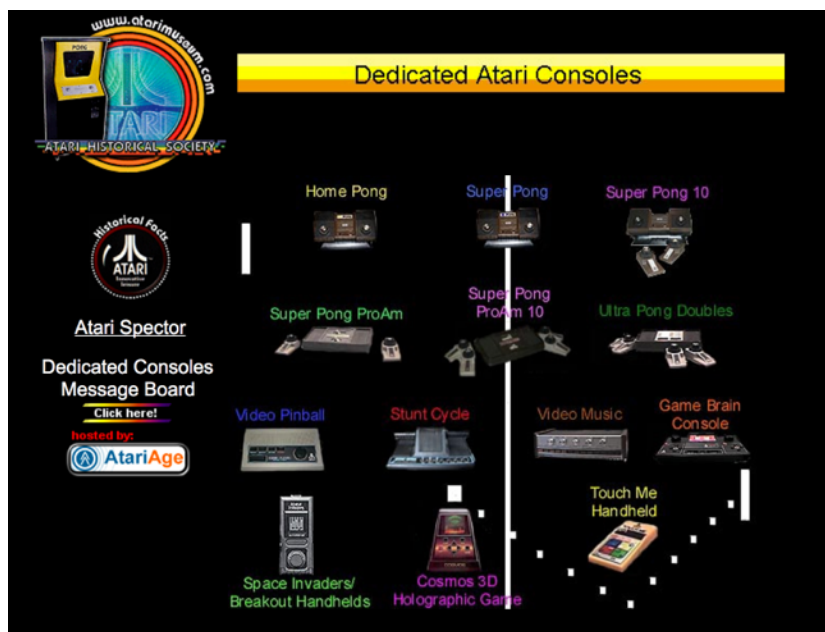 www.atarimuseum.com
PONG
ATARI
ATARI HISTORICAL SOCIETY
Dedicated Atari Consoles
Home Pong
Super Pong
Super Pong 10
Historical Facts
ATARI
Super Pong ProAm
Super Pong
ProAm 10
Ultra Pong Doubles
Atari Spector
Dedicated Consoles
Message Board
Click here!
hosted by:
AtariAge
Video Pinball
Stunt Cycle
Video Music
Game Brain
Console
Touch Me
Handheld
Space Invaders/
Breakout Handhelds
Cosmos 3D
Holographic Game